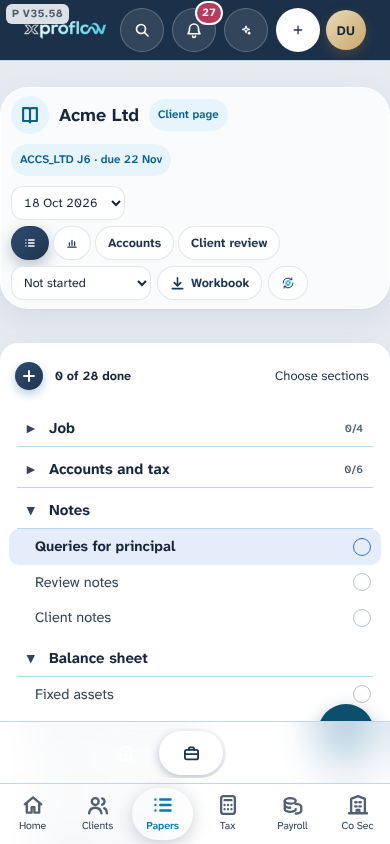 P V35.58
xproflow
27
DU
Acme Ltd
Client page
ACCS_LTD J6 · due 22 Nov
18 Oct 2026
Accounts
Client review
Not started
Workbook
0 of 28 done
Choose sections
Job
0/4
Accounts and tax
0/6
Notes
Queries for principal
Review notes
Client notes
Balance sheet
Fixed assets
Home
Clients
Papers
Tax
Payroll
Co Sec